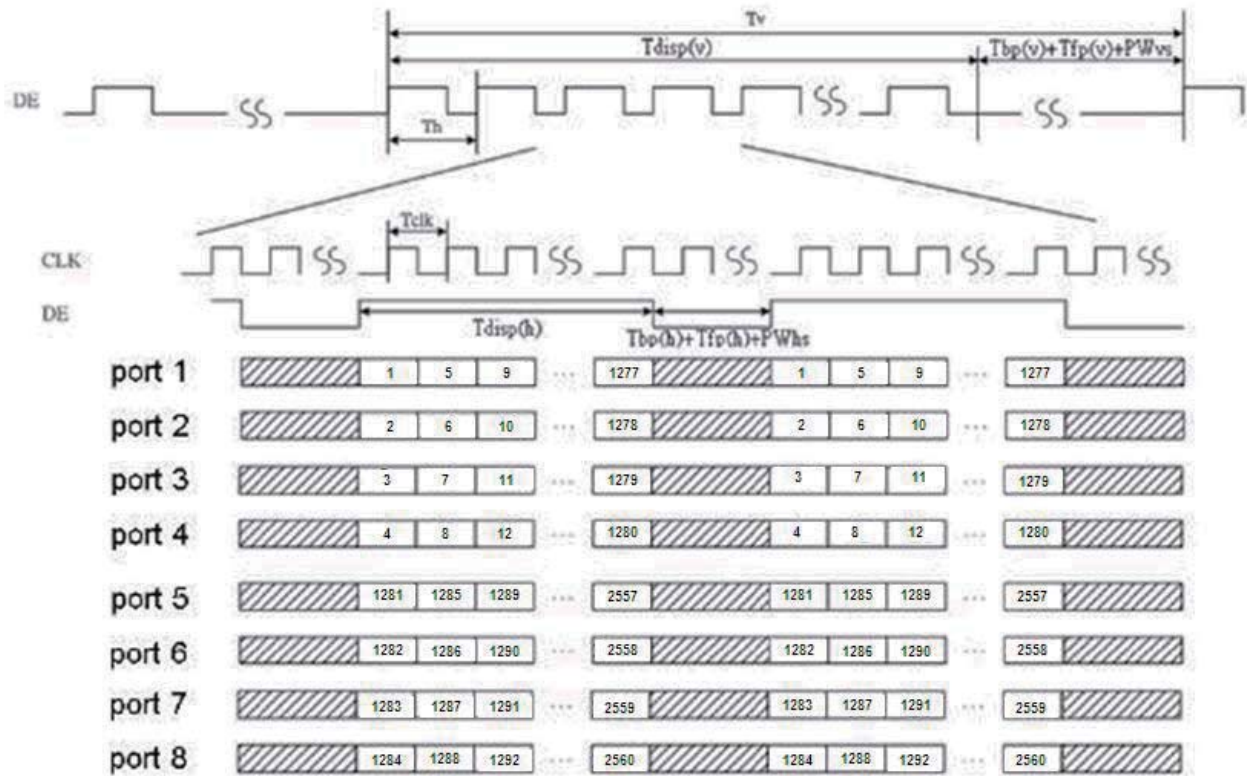 Tv
Tdisp(v)
Tbp(v)+Tfp(v)+PWvs
DE
Th
Tclk
CLK
DE
Tdisp(h)
Tbp(h)+Tfp(h)+PWhs
port 1 1 5 9 ... 1277 1 5 9 ... 1277
port 2 2 6 10 ... 1278 2 6 10 ... 1278
port 3 3 7 11 ... 1279 3 7 11 ... 1279
port 4 4 8 12 ... 1280 4 8 12 ... 1280
port 5 1281 1285 1289 ... 2557 1281 1285 1289 ... 2557
port 6 1282 1286 1290 ... 2558 1282 1286 1290 ... 2558
port 7 1283 1287 1291 ... 2559 1283 1287 1291 ... 2559
port 8 1284 1288 1292 ... 2560 1284 1288 1292 ... 2560